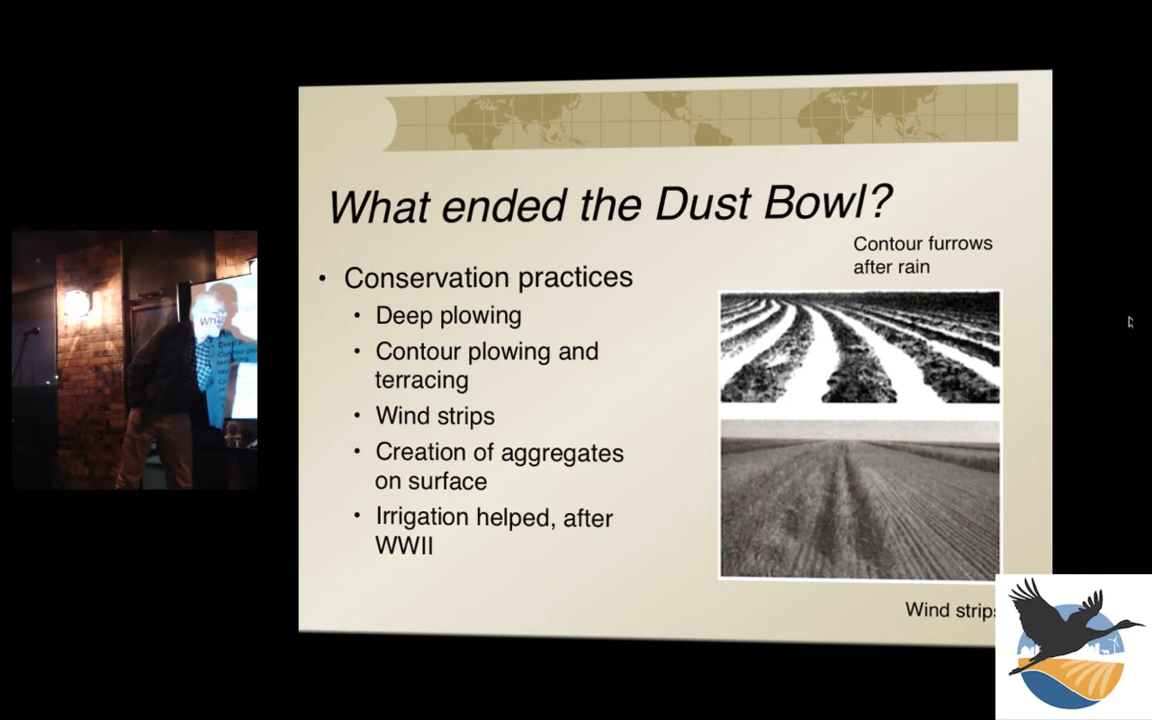 What ended the Dust Bowl?
Contour furrows
after rain
• Conservation practices
• Deep plowing
• Contour plowing and
terracing
• Wind strips
• Creation of aggregates
on surface
• Irrigation helped, after
WWII
Wind strips